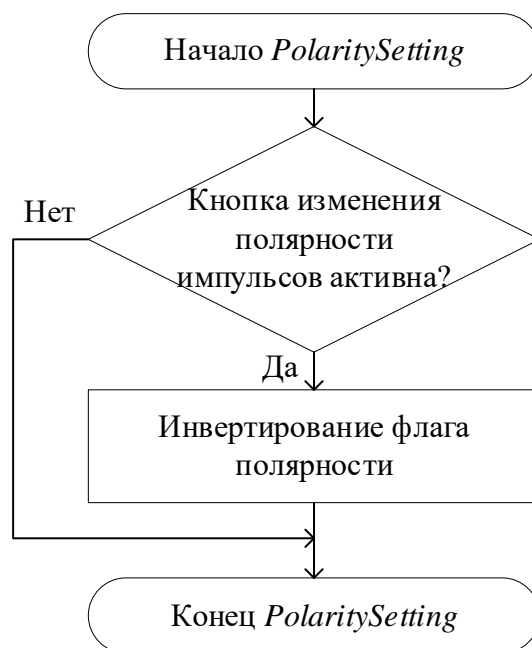 Начало PolaritySetting
Нет
Кнопка изменения
полярности
импульсов активна?
Да
Инвертирование флага
полярности
Конец PolaritySetting